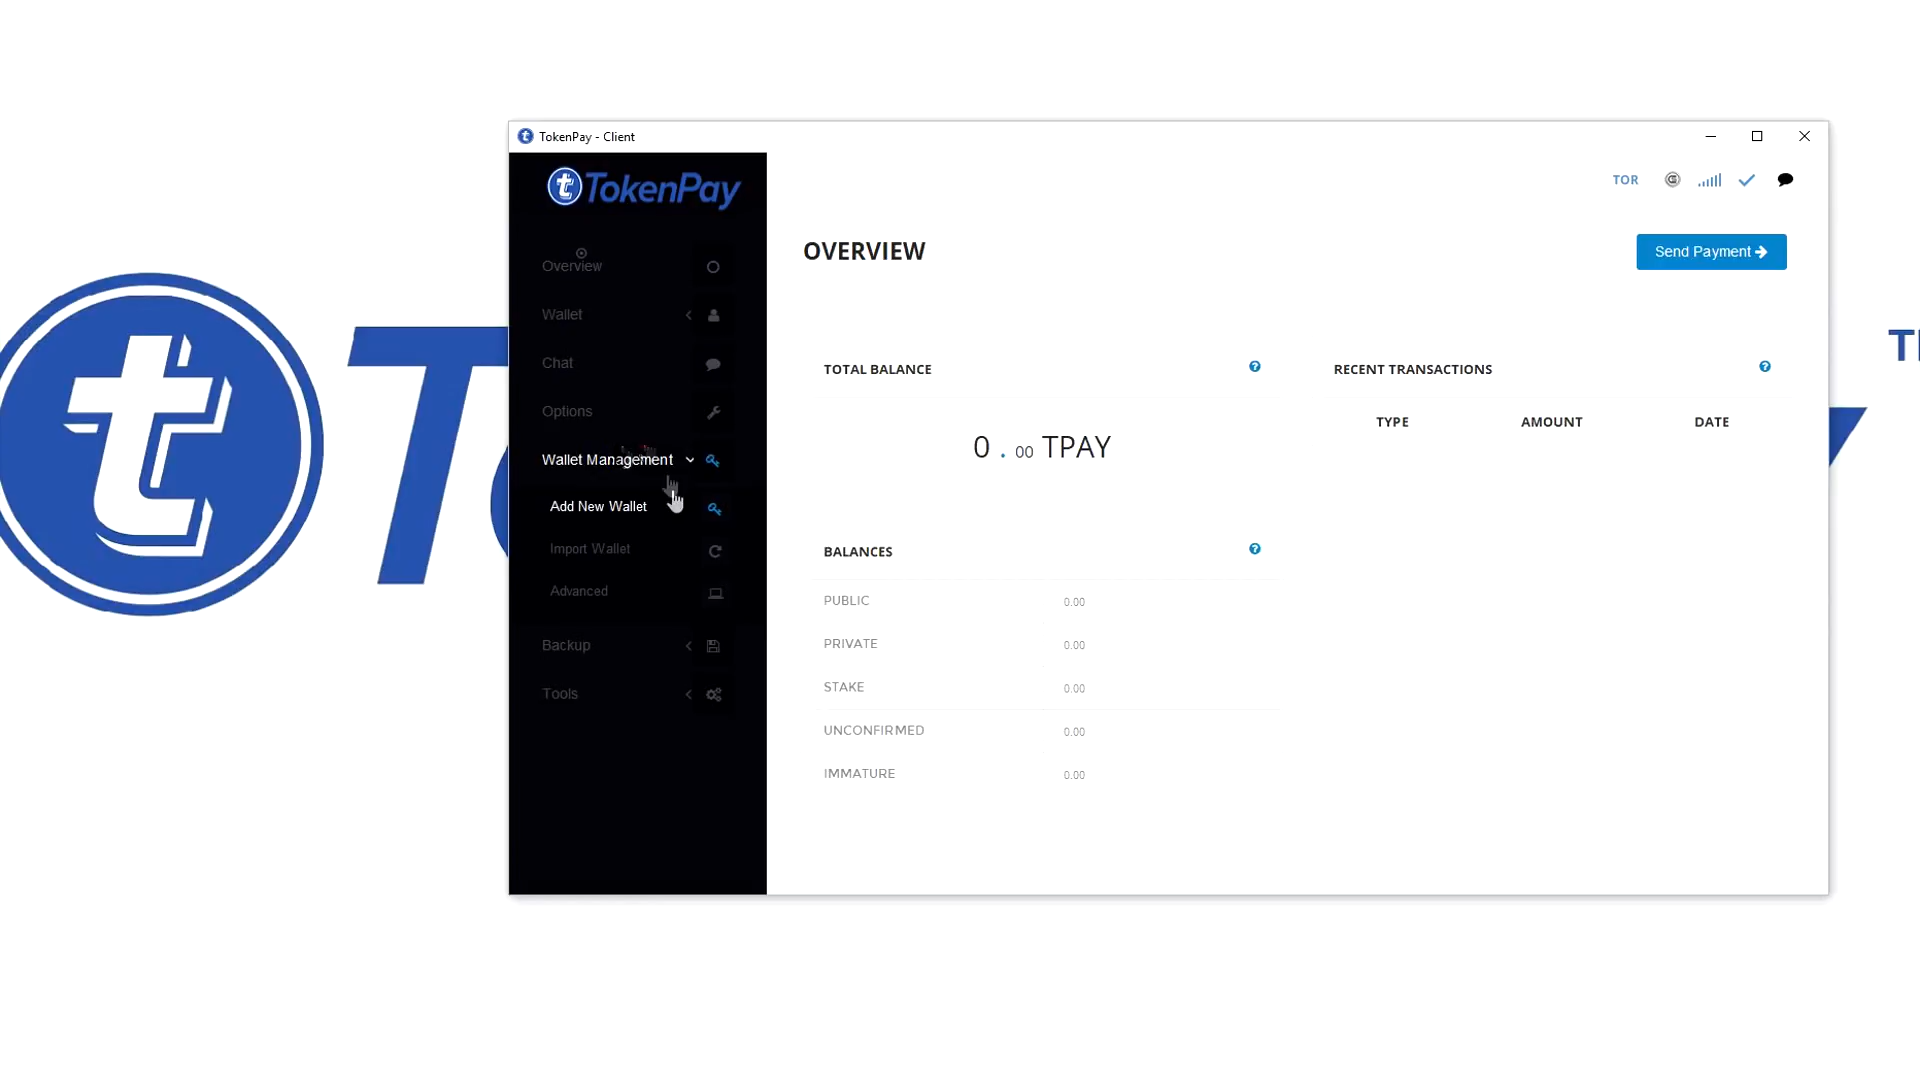 TokenPay - Client
TokenPay
TOR
Overview
Wallet
Chat
Options
Wallet Management
Add New Wallet
Import Wallet
Advanced
Backup
Tools
OVERVIEW
Send Payment
TOTAL BALANCE
0 . 00 TPAY
RECENT TRANSACTIONS
TYPE AMOUNT DATE
BALANCES
PUBLIC 0.00
PRIVATE 0.00
STAKE 0.00
UNCONFIRMED 0.00
IMMATURE 0.00